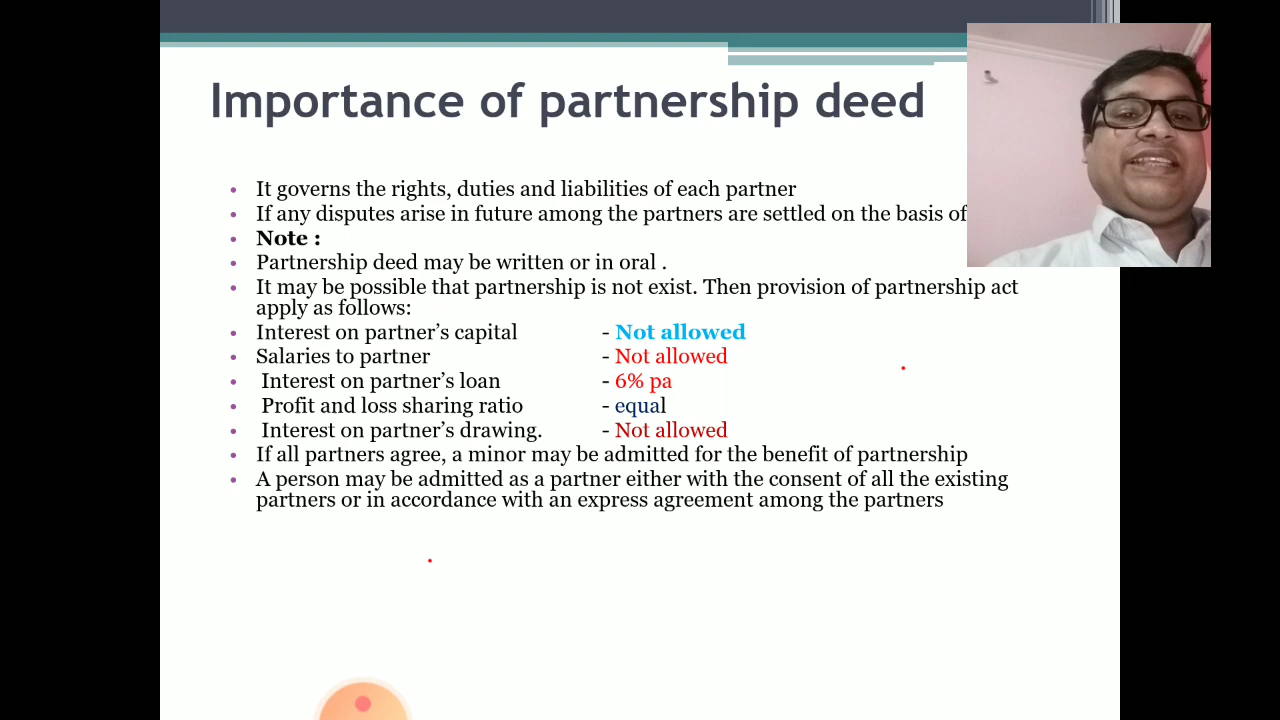 Importance of partnership deed
• It governs the rights, duties and liabilities of each partner
• If any disputes arise in future among the partners are settled on the basis of
• Note :
• Partnership deed may be written or in oral .
• It may be possible that partnership is not exist. Then provision of partnership act
apply as follows:
• Interest on partner’s capital - Not allowed
• Salaries to partner - Not allowed
• Interest on partner’s loan - 6% pa
• Profit and loss sharing ratio - equal
• Interest on partner’s drawing. - Not allowed
• If all partners agree, a minor may be admitted for the benefit of partnership
• A person may be admitted as a partner either with the consent of all the existing
partners or in accordance with an express agreement among the partners